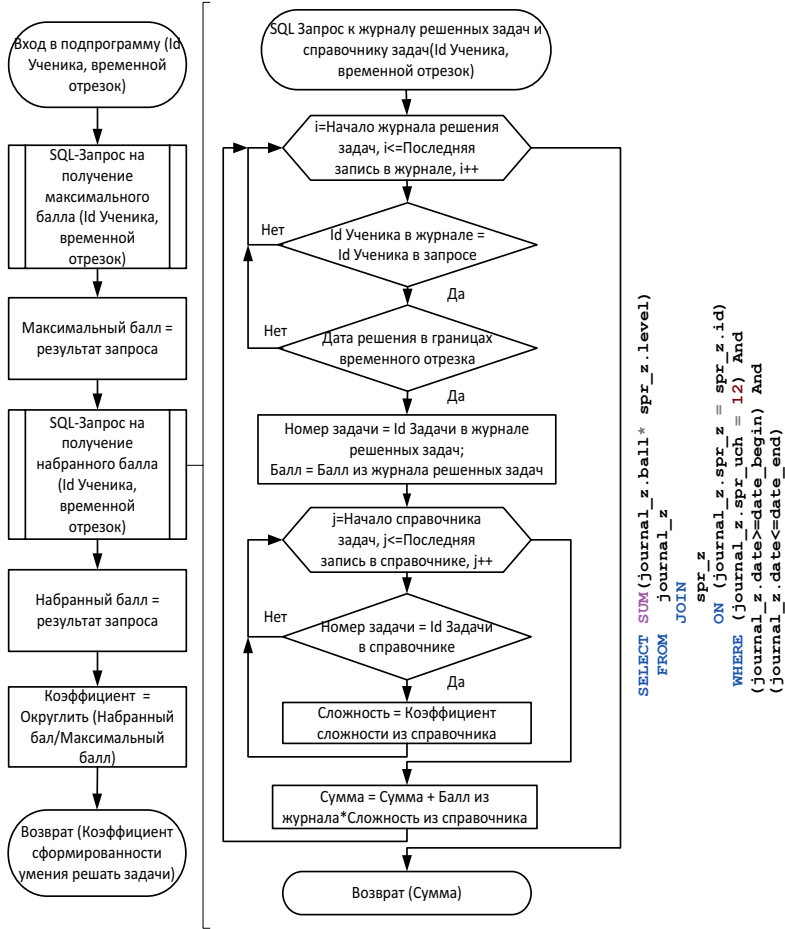 Вход в подпрограмму (Id
Ученика, временной
отрезок)
SQL-Запрос на
получение
максимального
балла (Id Ученика,
временной
отрезок)
Максимальный балл =
результат запроса
SQL-Запрос на
получение
набранного балла
(Id Ученика,
временной
отрезок)
Набранный балл =
результат запроса
Коэффициент =
Округлить (Набранный
бал/Максимальный
балл)
Возврат (Коэффициент
сформированности
умения решать задачи)
SQL Запрос к журналу решенных задач и
справочнику задач(Id Ученика,
временной отрезок)
i=Начало журнала решения
задач, i<=Последняя
запись в журнале, i++
Нет
Id Ученика в журнале =
Id Ученика в запросе
Да
Нет
Дата решения в границах
временного отрезка
Да
Номер задачи = Id Задачи в журнале
решенных задач;
Балл = Балл из журнала решенных задач
j=Начало справочника
задач, j<=Последняя
запись в справочнике, j++
Нет
Номер задачи = Id Задачи
в справочнике
Да
Сложность = Коэффициент
сложности из справочника
Сумма = Сумма + Балл из
журнала*Сложность из справочника
Возврат (Сумма)
SELECT SUM(journal_z.ball* spr_z.level)
FROM journal_z
JOIN
spr_z
ON (journal_z.spr_z = spr_z.id)
WHERE (journal_z.spr_uch = 12) And
(journal_z.date>=date_begin) And
(journal_z.date<=date_end)